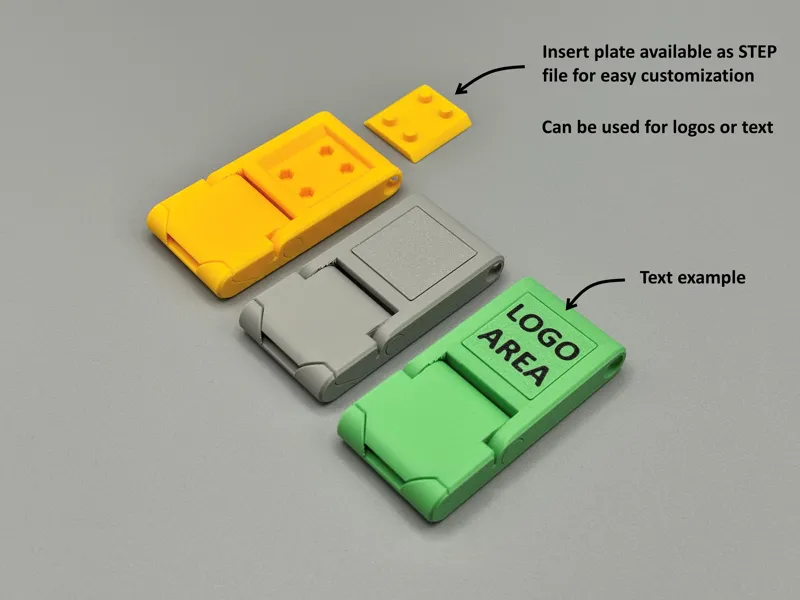 Insert plate available as STEP
file for easy customization
Can be used for logos or text
Text example
LOGO
AREA